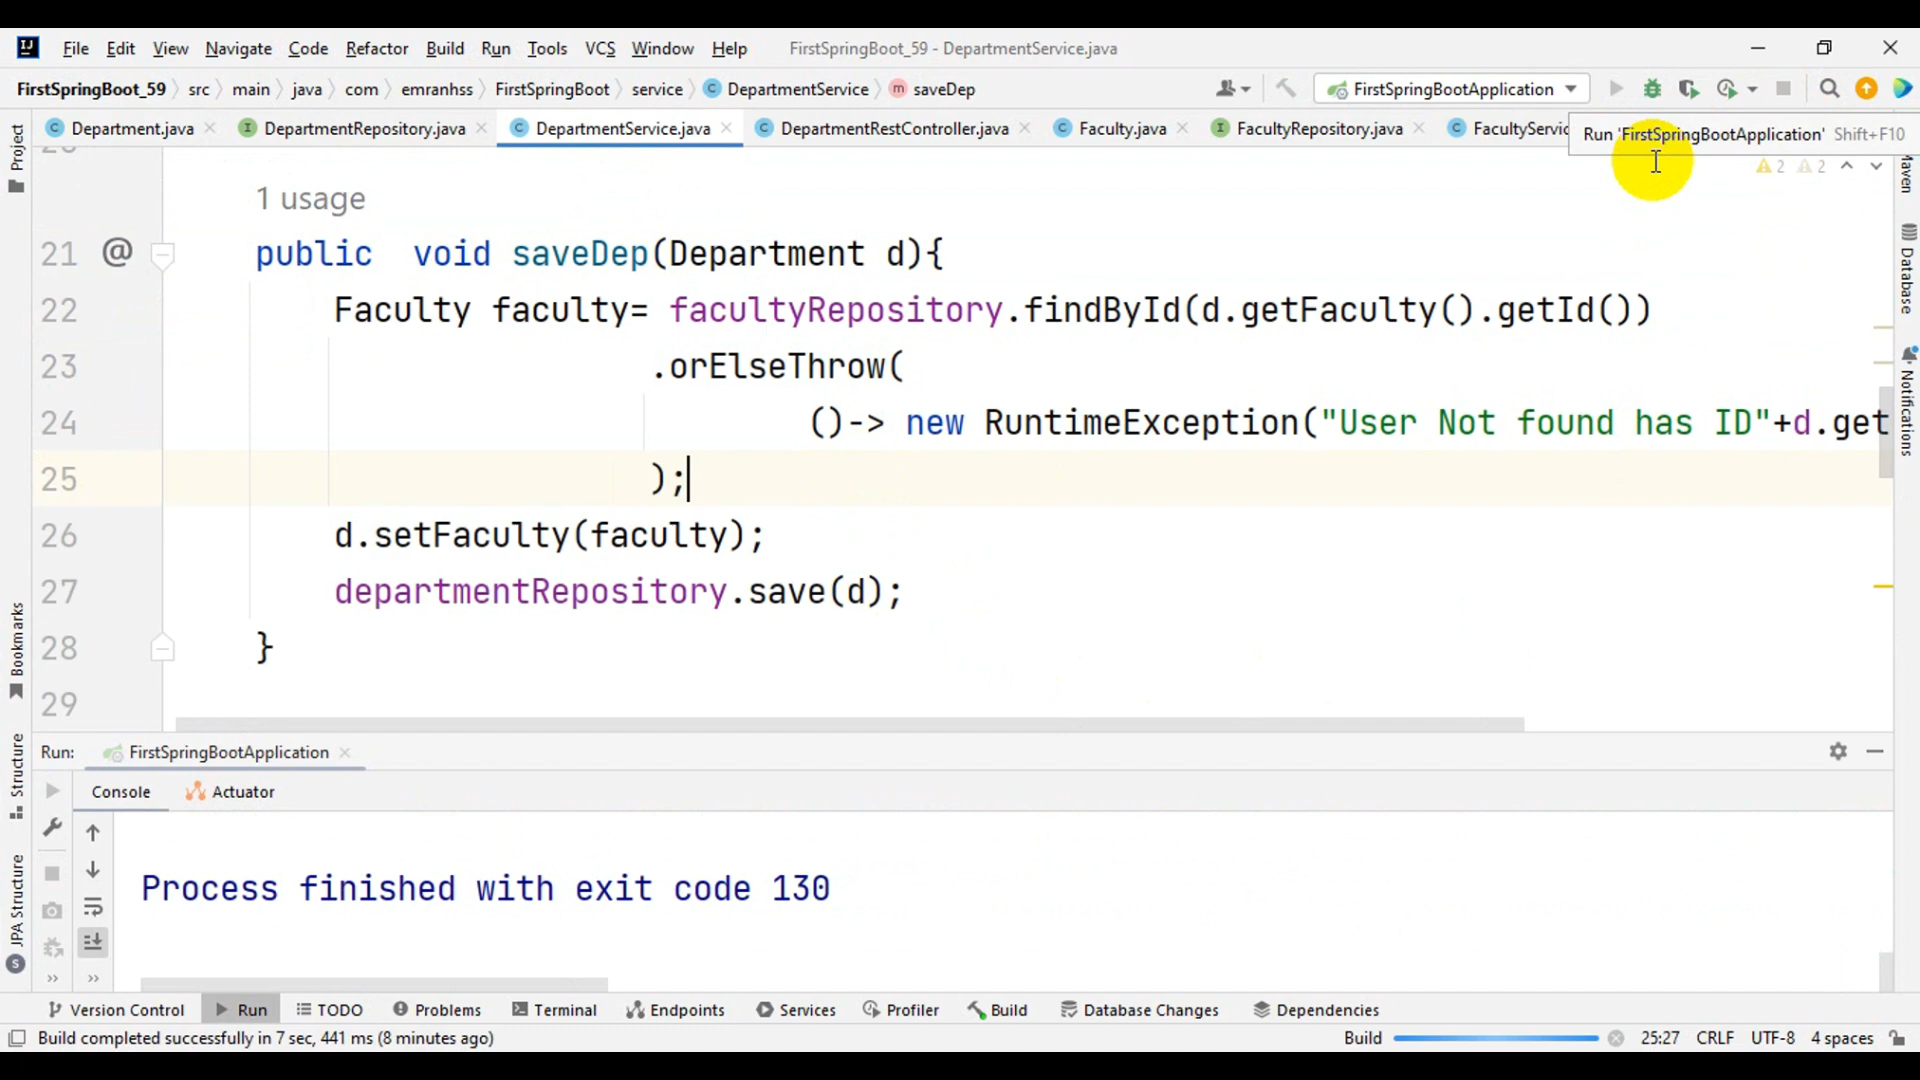 File Edit View Navigate Code Refactor Build Run Tools VCS Window Help FirstSpringBoot_59 - DepartmentService.java
FirstSpringBoot_59 src main java com emranhss FirstSpringBoot service DepartmentService saveDep FirstSpringBootApplication
Department.java DepartmentRepository.java DepartmentService.java DepartmentRestController.java Faculty.java FacultyRepository.java FacultyServic
Run 'FirstSpringBootApplication' Shift+F10
2 2
1 usage
21 @ public void saveDep(Department d){
22 Faculty faculty= facultyRepository.findById(d.getFaculty().getId())
23 .orElseThrow(
24 ()-> new RuntimeException("User Not found has ID"+d.get
25 );
26 d.setFaculty(faculty);
27 departmentRepository.save(d);
28 }
29
Project
Bookmarks
Structure
JPA Structure
Maven
Database
Notifications
Run: FirstSpringBootApplication
Console Actuator
Process finished with exit code 130
Version Control Run TODO Problems Terminal Endpoints Services Profiler Build Database Changes Dependencies
Build completed successfully in 7 sec, 441 ms (8 minutes ago) Build 25:27 CRLF UTF-8 4 spaces